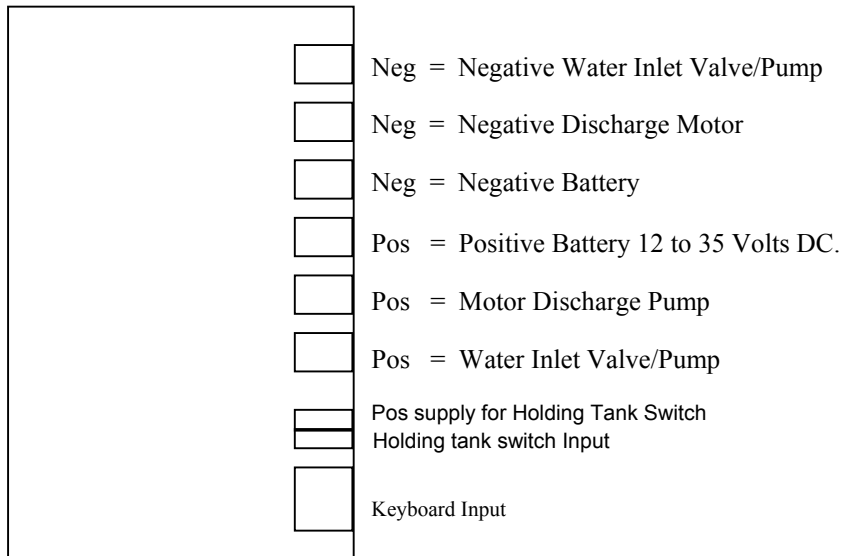 Neg = Negative Water Inlet Valve/Pump
Neg = Negative Discharge Motor
Neg = Negative Battery
Pos = Positive Battery 12 to 35 Volts DC.
Pos = Motor Discharge Pump
Pos = Water Inlet Valve/Pump
Pos supply for Holding Tank Switch
Holding tank switch Input
Keyboard Input